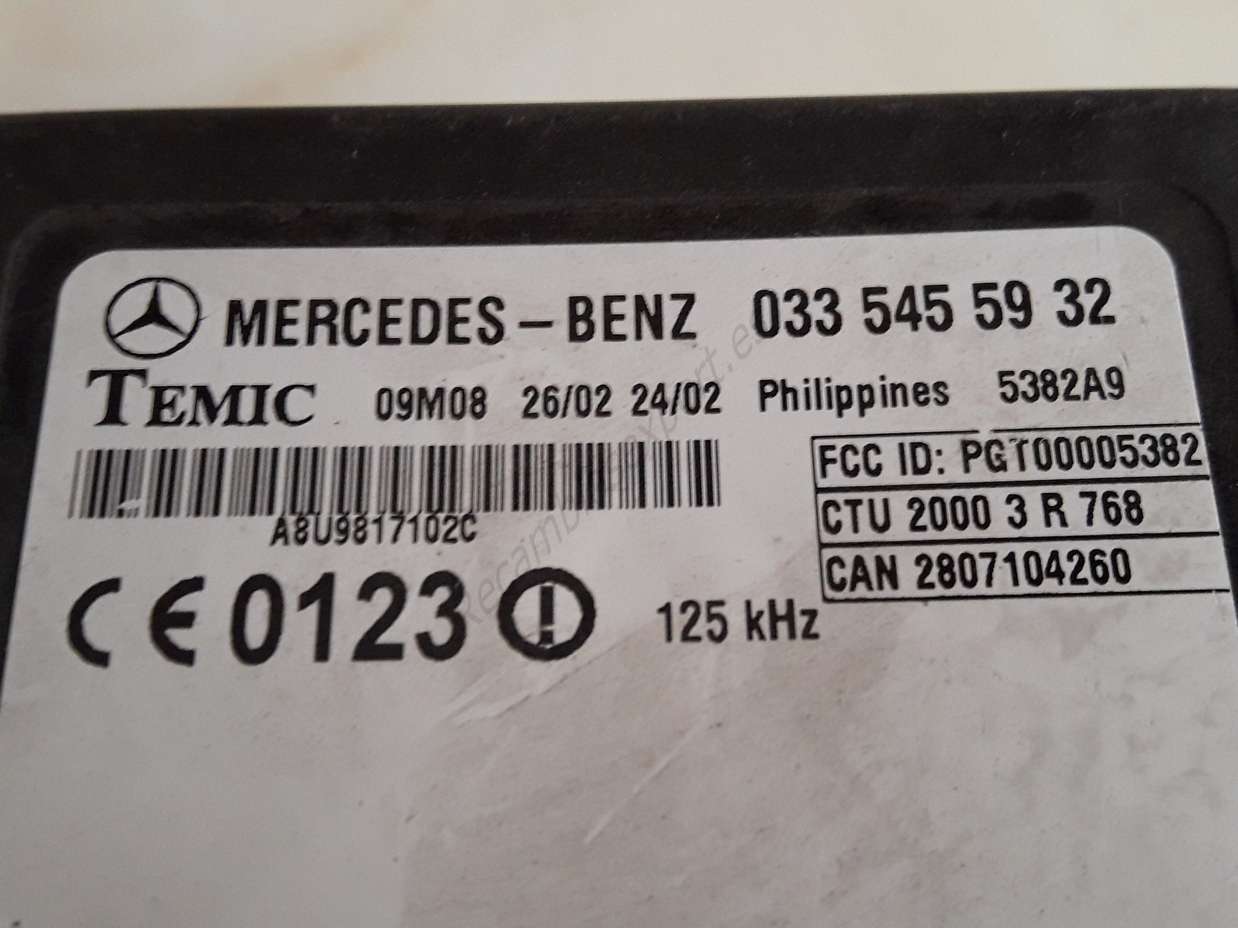 MERCEDES-BENZ 033 545 59 32
TEMIC 09M08 26/02 24/02 Philippines 5382A9
FCC ID: PGT00005382
CTU 2000 3 R 768
A8U9817102C
CAN 2807104260
CE 0123 125 kHz